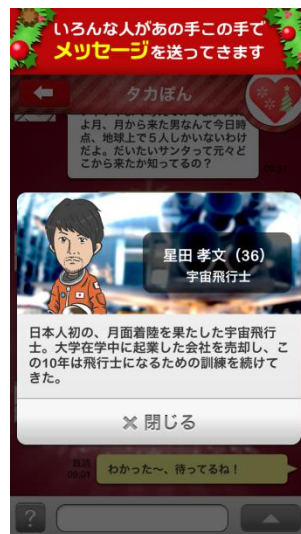 いろんな人があの手この手で
メッセージを送ってきます
タカぽん
よ月、月から来た男なんて今日時
点、地球上で5人しかいないわけ
だよ。だいたいサンタって元々ど
こから来たか知ってるの？
09:01
星田 孝文（36）
宇宙飛行士
日本人初の、月面着陸を果たした宇宙飛行
士。大学在学中に起業した会社を売却し、こ
の10年は飛行士になるための訓練を続けて
きた。
× 閉じる
既読
09:01
わかった〜、待ってるね！
?